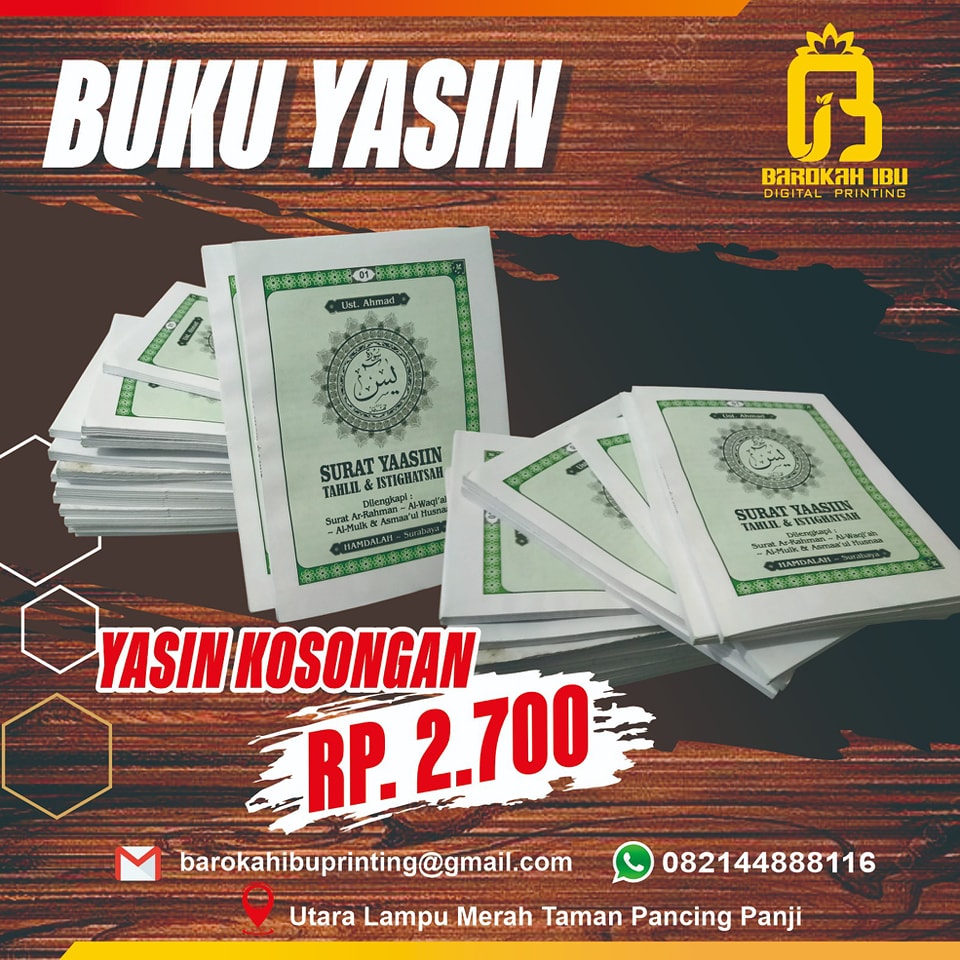 BUKU YASIN
BAROKAH IBU
DIGITAL PRINTING
01
Ust. Ahmad
يس
SURAT YAASIIN
TAHLIL & ISTIGHATSAH
Dilengkapi :
Surat Ar-Rahman – Al-Waqi'ah
– Al-Mulk & Asmaa'ul Husnaa
HAMDALAH – Surabaya
Ust. Ahmad
يس
SURAT YAASIIN
TAHLIL & ISTIGHATSAH
Dilengkapi :
Surat Ar-Rahman – Al-Waqi'ah
– Al-Mulk & Asmaa'ul Husnaa
HAMDALAH – Surabaya
YASIN KOSONGAN
RP. 2.700
barokahibuprinting@gmail.com
082144888116
Utara Lampu Merah Taman Pancing Panji